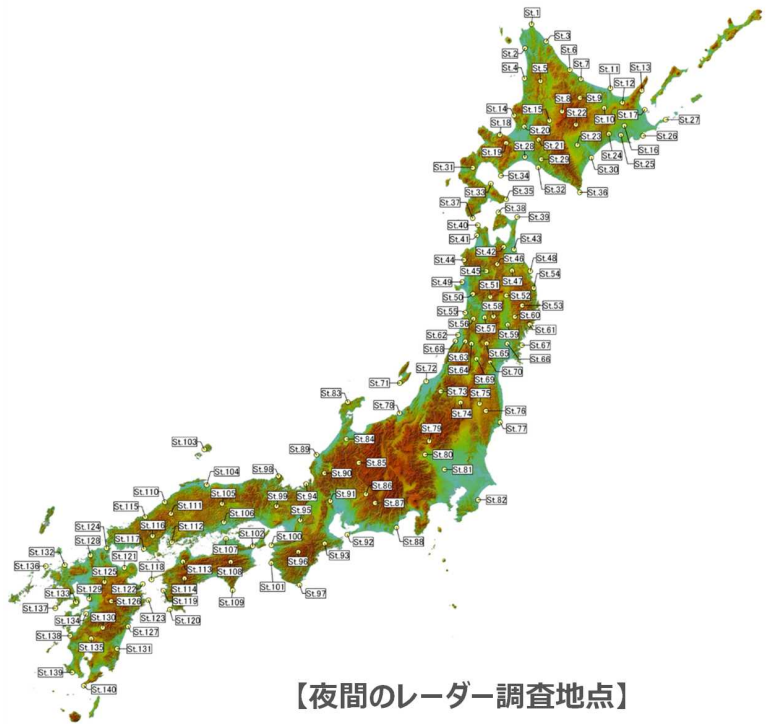 St.1
St.3
St.2
St.6
St.4
St.5
St.7
St.11
St.13
St.12
St.8
St.9
St.14
St.15
St.22
St.10
St.17
St.27
St.18
St.20
St.23
St.26
St.19
St.21
St.16
St.28
St.24
St.25
St.31
St.29
St.30
St.34
St.32
St.33
St.35
St.36
St.37
St.38
St.39
St.40
St.41
St.42
St.43
St.44
St.46
St.45
St.48
St.47
St.49
St.51
St.54
St.50
St.52
St.53
St.55
St.58
St.60
St.56
St.57
St.61
St.62
St.59
St.67
St.68
St.63
St.65
St.66
St.64
St.70
St.71
St.72
St.69
St.83
St.73
St.75
St.78
St.74
St.76
St.77
St.79
St.84
St.103
St.89
St.80
St.85
St.81
St.104
St.98
St.90
St.110
St.105
St.99
St.94
St.91
St.86
St.82
St.115
St.111
St.87
St.106
St.95
St.124
St.116
St.112
St.88
St.128
St.117
St.102
St.100
St.92
St.132
St.107
St.93
St.136
St.121
St.118
St.113
St.108
St.96
St.125
St.101
St.97
St.129
St.122
St.114
St.109
St.133
St.126
St.119
St.137
St.123
St.120
St.134
St.130
St.127
St.138
St.135
St.131
St.139
St.140
【夜間のレーダー調査地点】